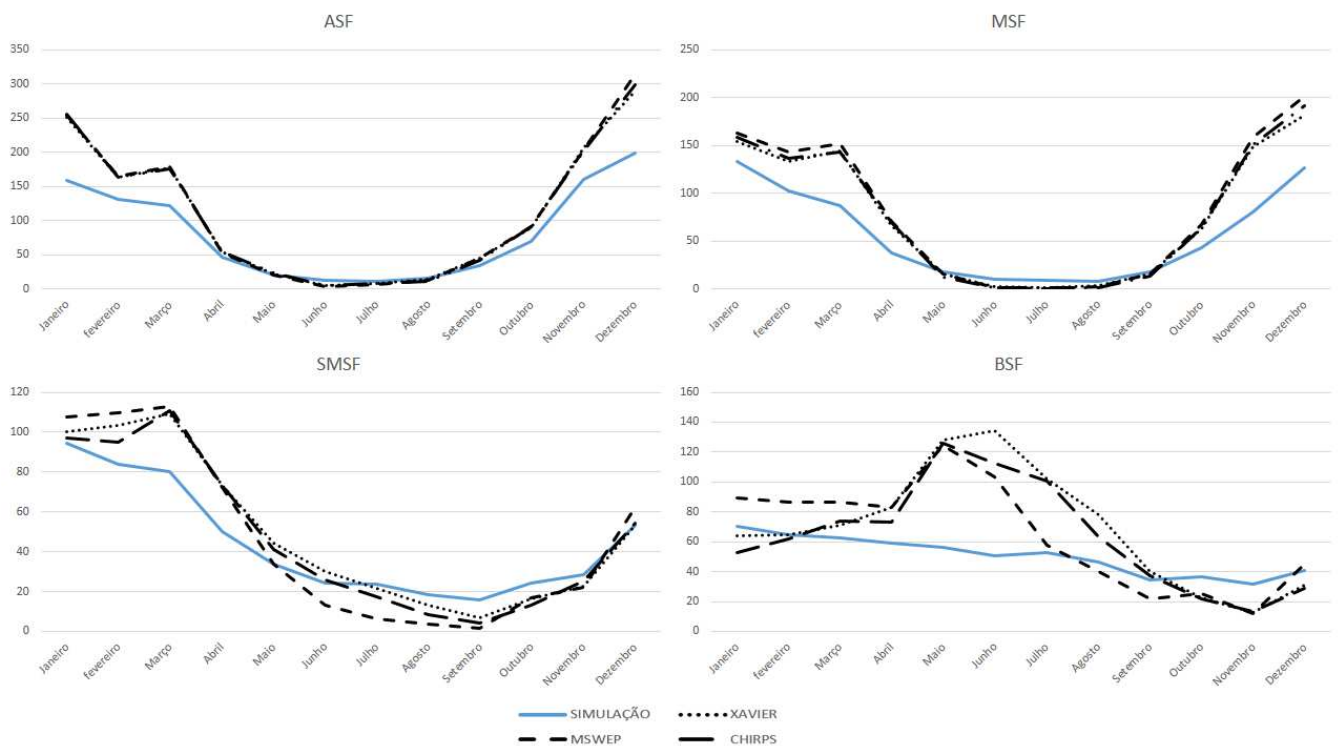 ASF
350
300
250
200
150
100
50
0
Janeiro
fevereiro
Março
Abril
Maio
Junho
Julho
Agosto
Setembro
Outubro
Novembro
Dezembro
MSF
250
200
150
100
50
0
Janeiro
fevereiro
Março
Abril
Maio
Junho
Julho
Agosto
Setembro
Outubro
Novembro
Dezembro
SMSF
120
100
80
60
40
20
0
Janeiro
fevereiro
Março
Abril
Maio
Junho
Julho
Agosto
Setembro
Outubro
Novembro
Dezembro
BSF
160
140
120
100
80
60
40
20
0
Janeiro
fevereiro
Março
Abril
Maio
Junho
Julho
Agosto
Setembro
Outubro
Novembro
Dezembro
SIMULAÇÃO XAVIER
MSWEP CHIRPS